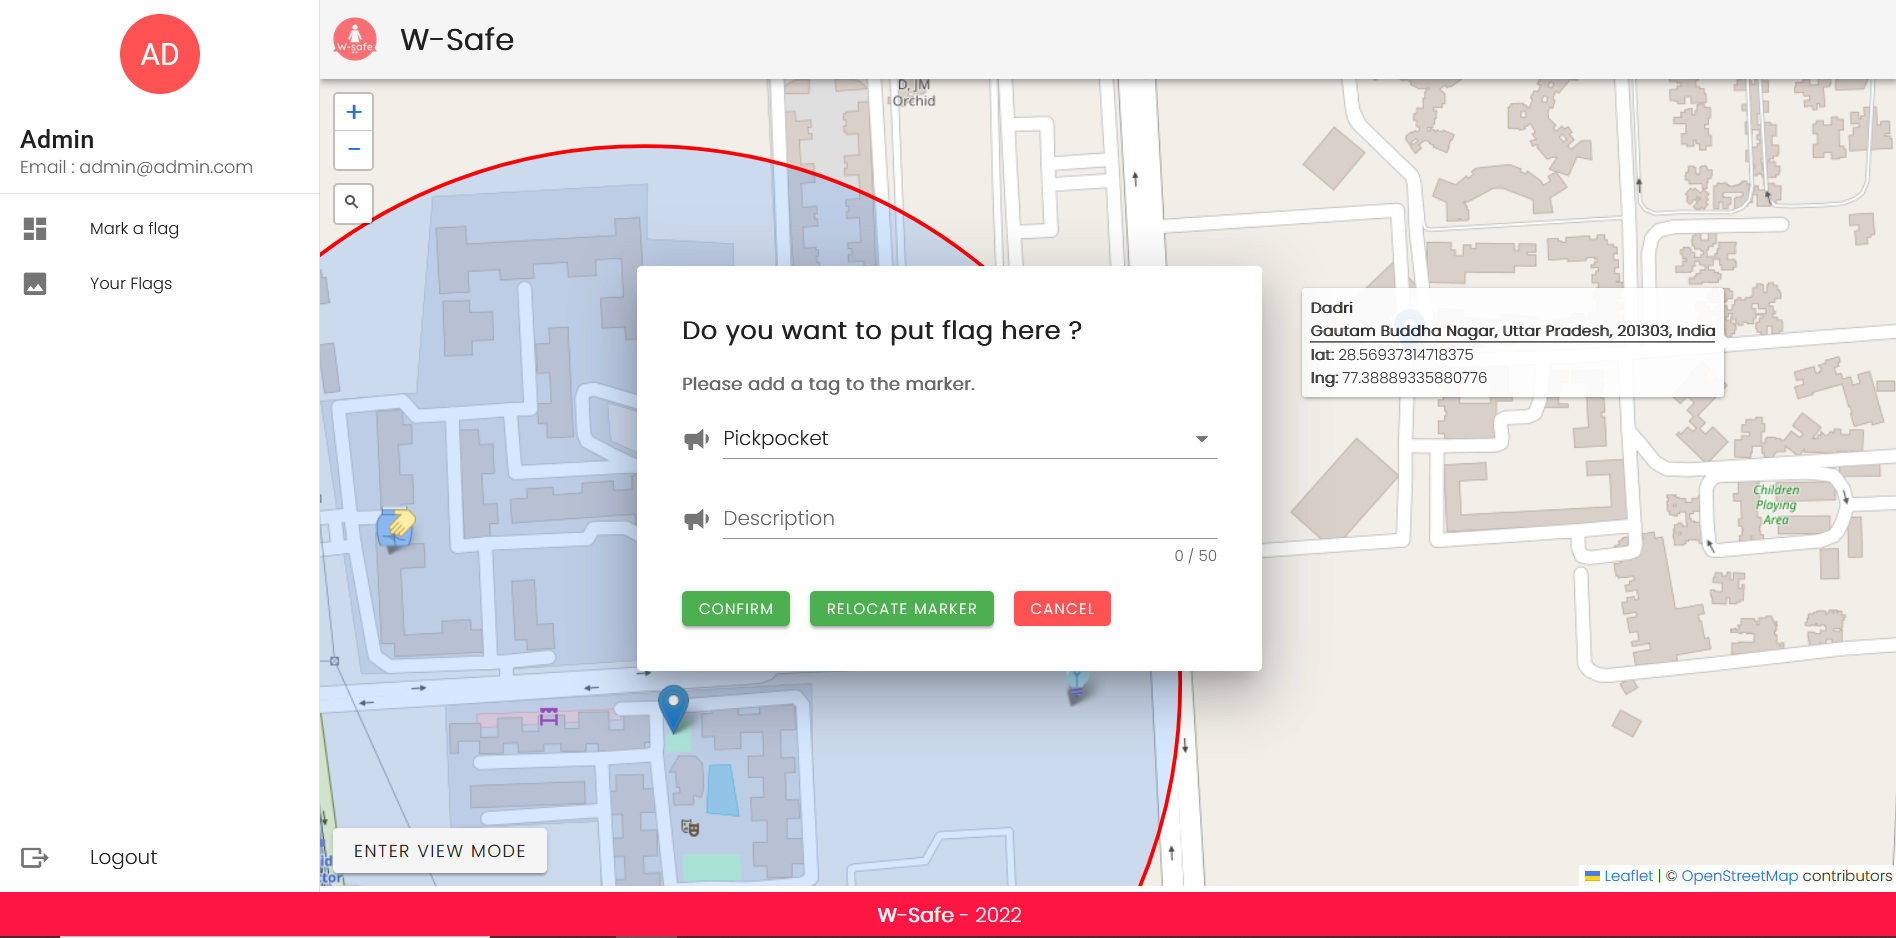 AD
Admin
Email : admin@admin.com
Mark a flag
Your Flags
Logout
W-safe
W-Safe
+
−
D, JM
Orchid
Do you want to put flag here ?
Please add a tag to the marker.
Pickpocket
Description
0 / 50
CONFIRM
RELOCATE MARKER
CANCEL
Dadri
Gautam Buddha Nagar, Uttar Pradesh, 201303, India
lat: 28.56937314718375
lng: 77.38889335880776
Children
Playing
Area
ENTER VIEW MODE
Leaflet | © OpenStreetMap contributors
W-Safe - 2022